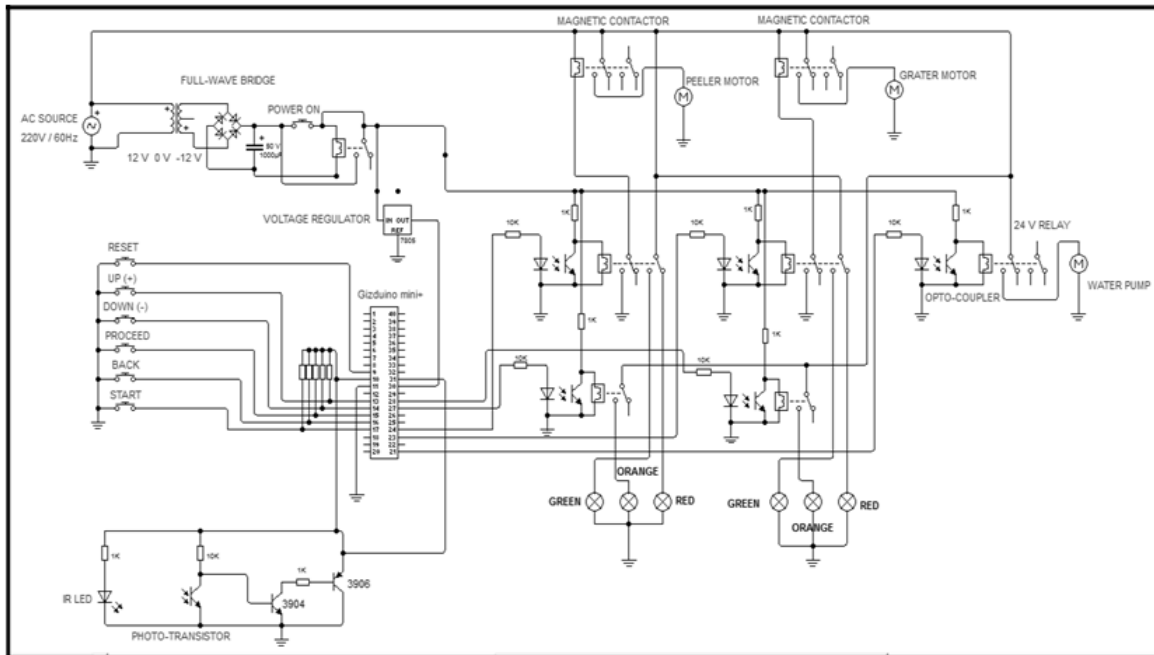 MAGNETIC CONTACTOR
MAGNETIC CONTACTOR
FULL-WAVE BRIDGE
POWER ON
PEELER MOTOR
GRATER MOTOR
M
M
AC SOURCE
220V / 60Hz
12 V 0 V -12 V
1000uF
VOLTAGE REGULATOR
IN OUT
REF
7805
1K
1K
1K
10K
10K
10K
24 V RELAY
M
WATER PUMP
OPTO-COUPLER
RESET
UP (+)
DOWN (-)
PROCEED
BACK
START
Gizduino mini+
1K
1K
10K
10K
GREEN
ORANGE
RED
GREEN
ORANGE
RED
1K
10K
1K
3906
3904
IR LED
PHOTO-TRANSISTOR